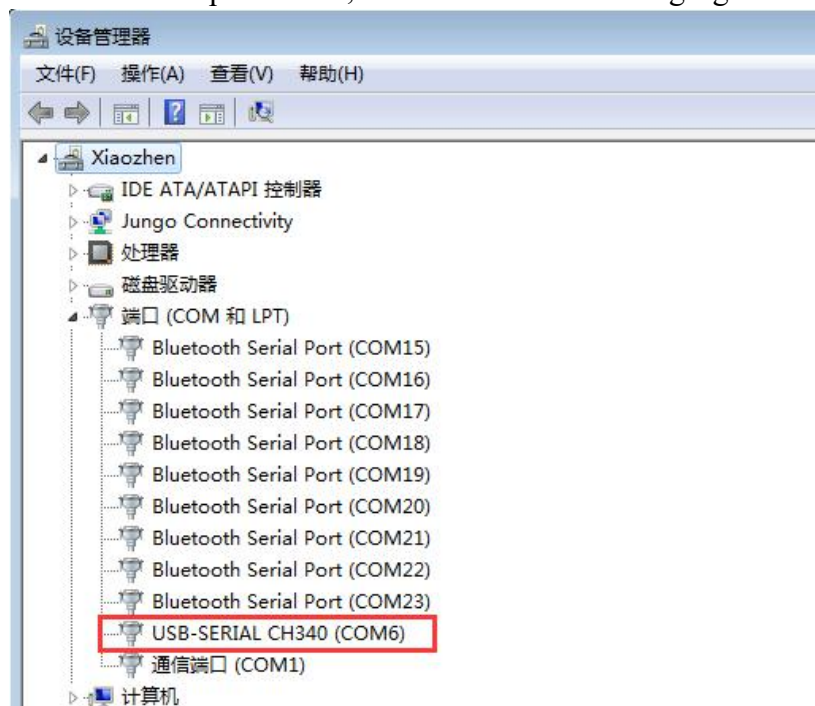 设备管理器
文件(F) 操作(A) 查看(V) 帮助(H)
Xiaozhen
IDE ATA/ATAPI 控制器
Jungo Connectivity
处理器
磁盘驱动器
端口 (COM 和 LPT)
Bluetooth Serial Port (COM15)
Bluetooth Serial Port (COM16)
Bluetooth Serial Port (COM17)
Bluetooth Serial Port (COM18)
Bluetooth Serial Port (COM19)
Bluetooth Serial Port (COM20)
Bluetooth Serial Port (COM21)
Bluetooth Serial Port (COM22)
Bluetooth Serial Port (COM23)
USB-SERIAL CH340 (COM6)
通信端口 (COM1)
计算机